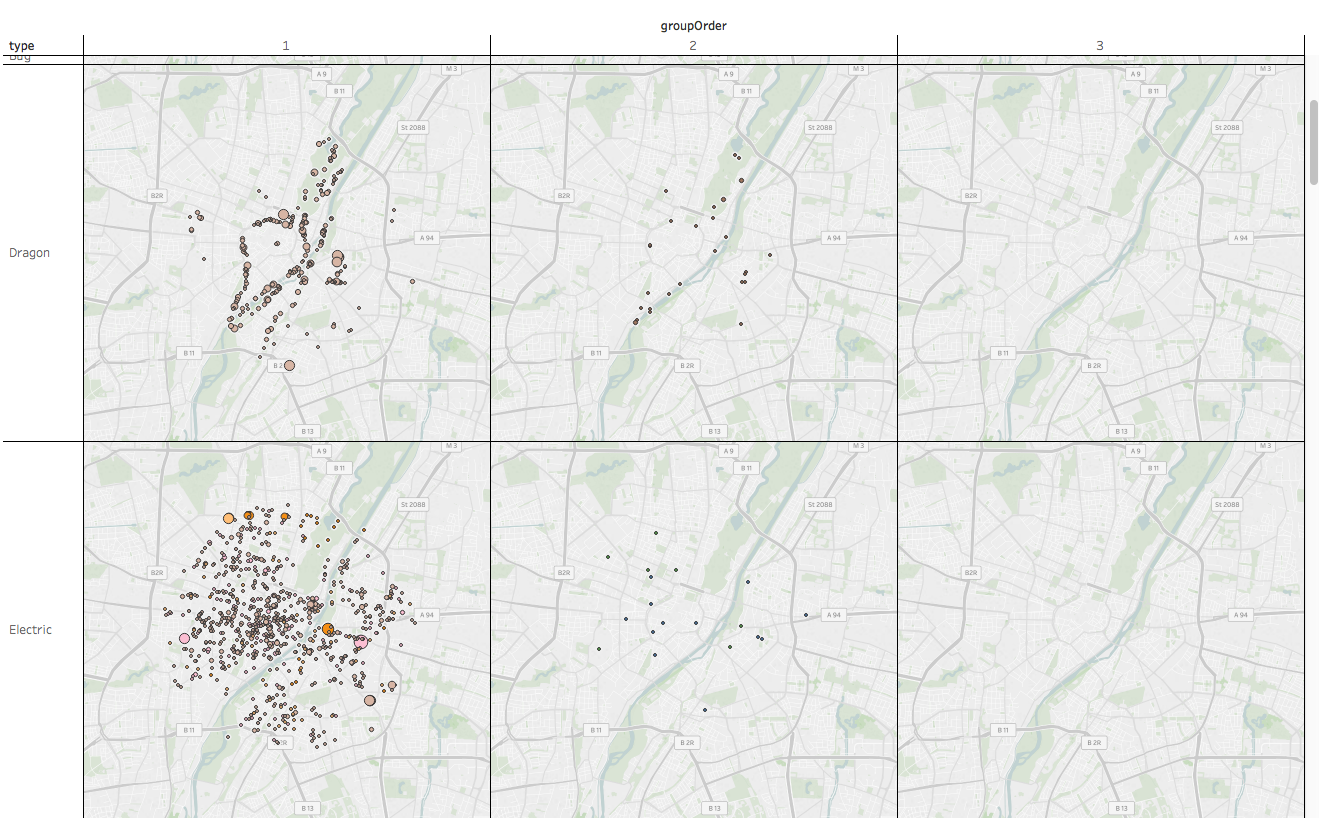 groupOrder
type 1 2 3
Bug
A 9 M 3 A 9 M 3 A 9 M 3
B 11 B 11 B 11
St 2088 St 2088 St 2088
B2R B2R B2R
A 94 A 94 A 94
Dragon
B 11 B 2 B 11 B 2R B 11 B 2R
B 13 B 13 B 13
A 9 M 3 A 9 M 3 A 9 M 3
B 11 B 11 B 11
St 2088 St 2088 St 2088
B2R B2R B2R
A 94 A 94 A 94
Electric
B 11 2R B 11 B 2R B 11 B 2R
B 13 B 13 B 13